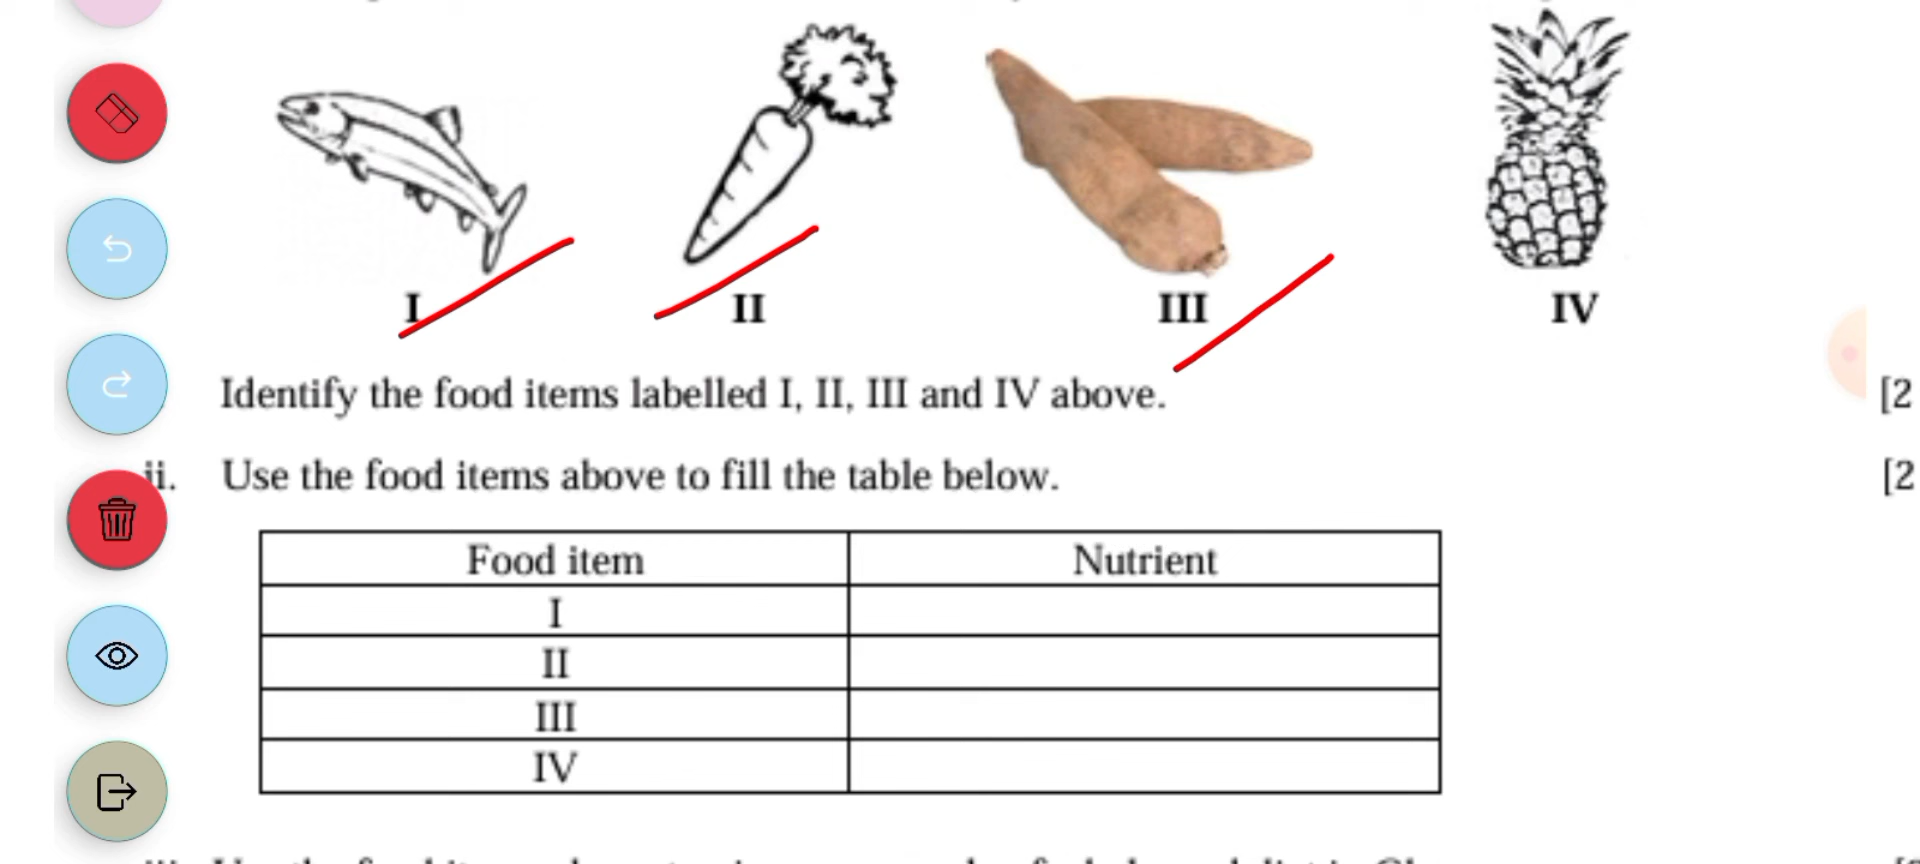 I II III IV
Identify the food items labelled I, II, III and IV above. [2
ii. Use the food items above to fill the table below. [2
Food item Nutrient
I
II
III
IV